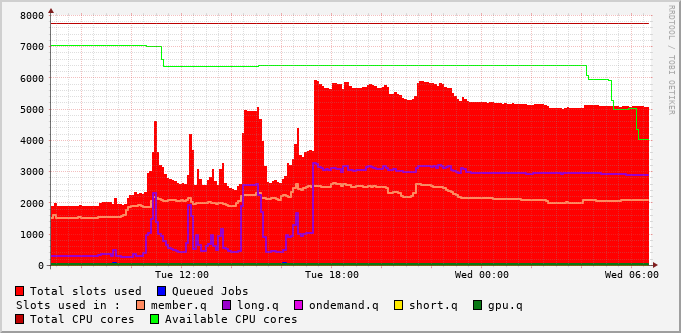 8000
7000
6000
5000
4000
3000
2000
1000
0
Tue 12:00 Tue 18:00 Wed 00:00 Wed 06:00
RRDTOOL / TOBI OETIKER
Total slots used Queued Jobs
Slots used in : member.q long.q ondemand.q short.q gpu.q
Total CPU cores Available CPU cores